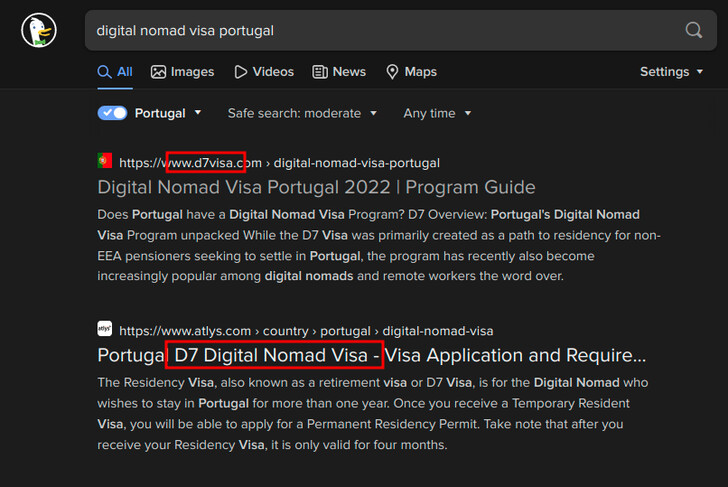 digital nomad visa portugal
All Images Videos News Maps Settings
Portugal Safe search: moderate Any time
https://www.d7visa.com › digital-nomad-visa-portugal
Digital Nomad Visa Portugal 2022 | Program Guide
Does Portugal have a Digital Nomad Visa Program? D7 Overview: Portugal's Digital Nomad
Visa Program unpacked While the D7 Visa was primarily created as a path to residency for non-
EEA pensioners seeking to settle in Portugal, the program has recently also become
increasingly popular among digital nomads and remote workers the word over.
atlys
https://www.atlys.com › country › portugal › digital-nomad-visa
Portugal D7 Digital Nomad Visa - Visa Application and Require...
The Residency Visa, also known as a retirement visa or D7 Visa, is for the Digital Nomad who
wishes to stay in Portugal for more than one year. Once you receive a Temporary Resident
Visa, you will be able to apply for a Permanent Residency Permit. Take note that after you
receive your Residency Visa, it is only valid for four months.